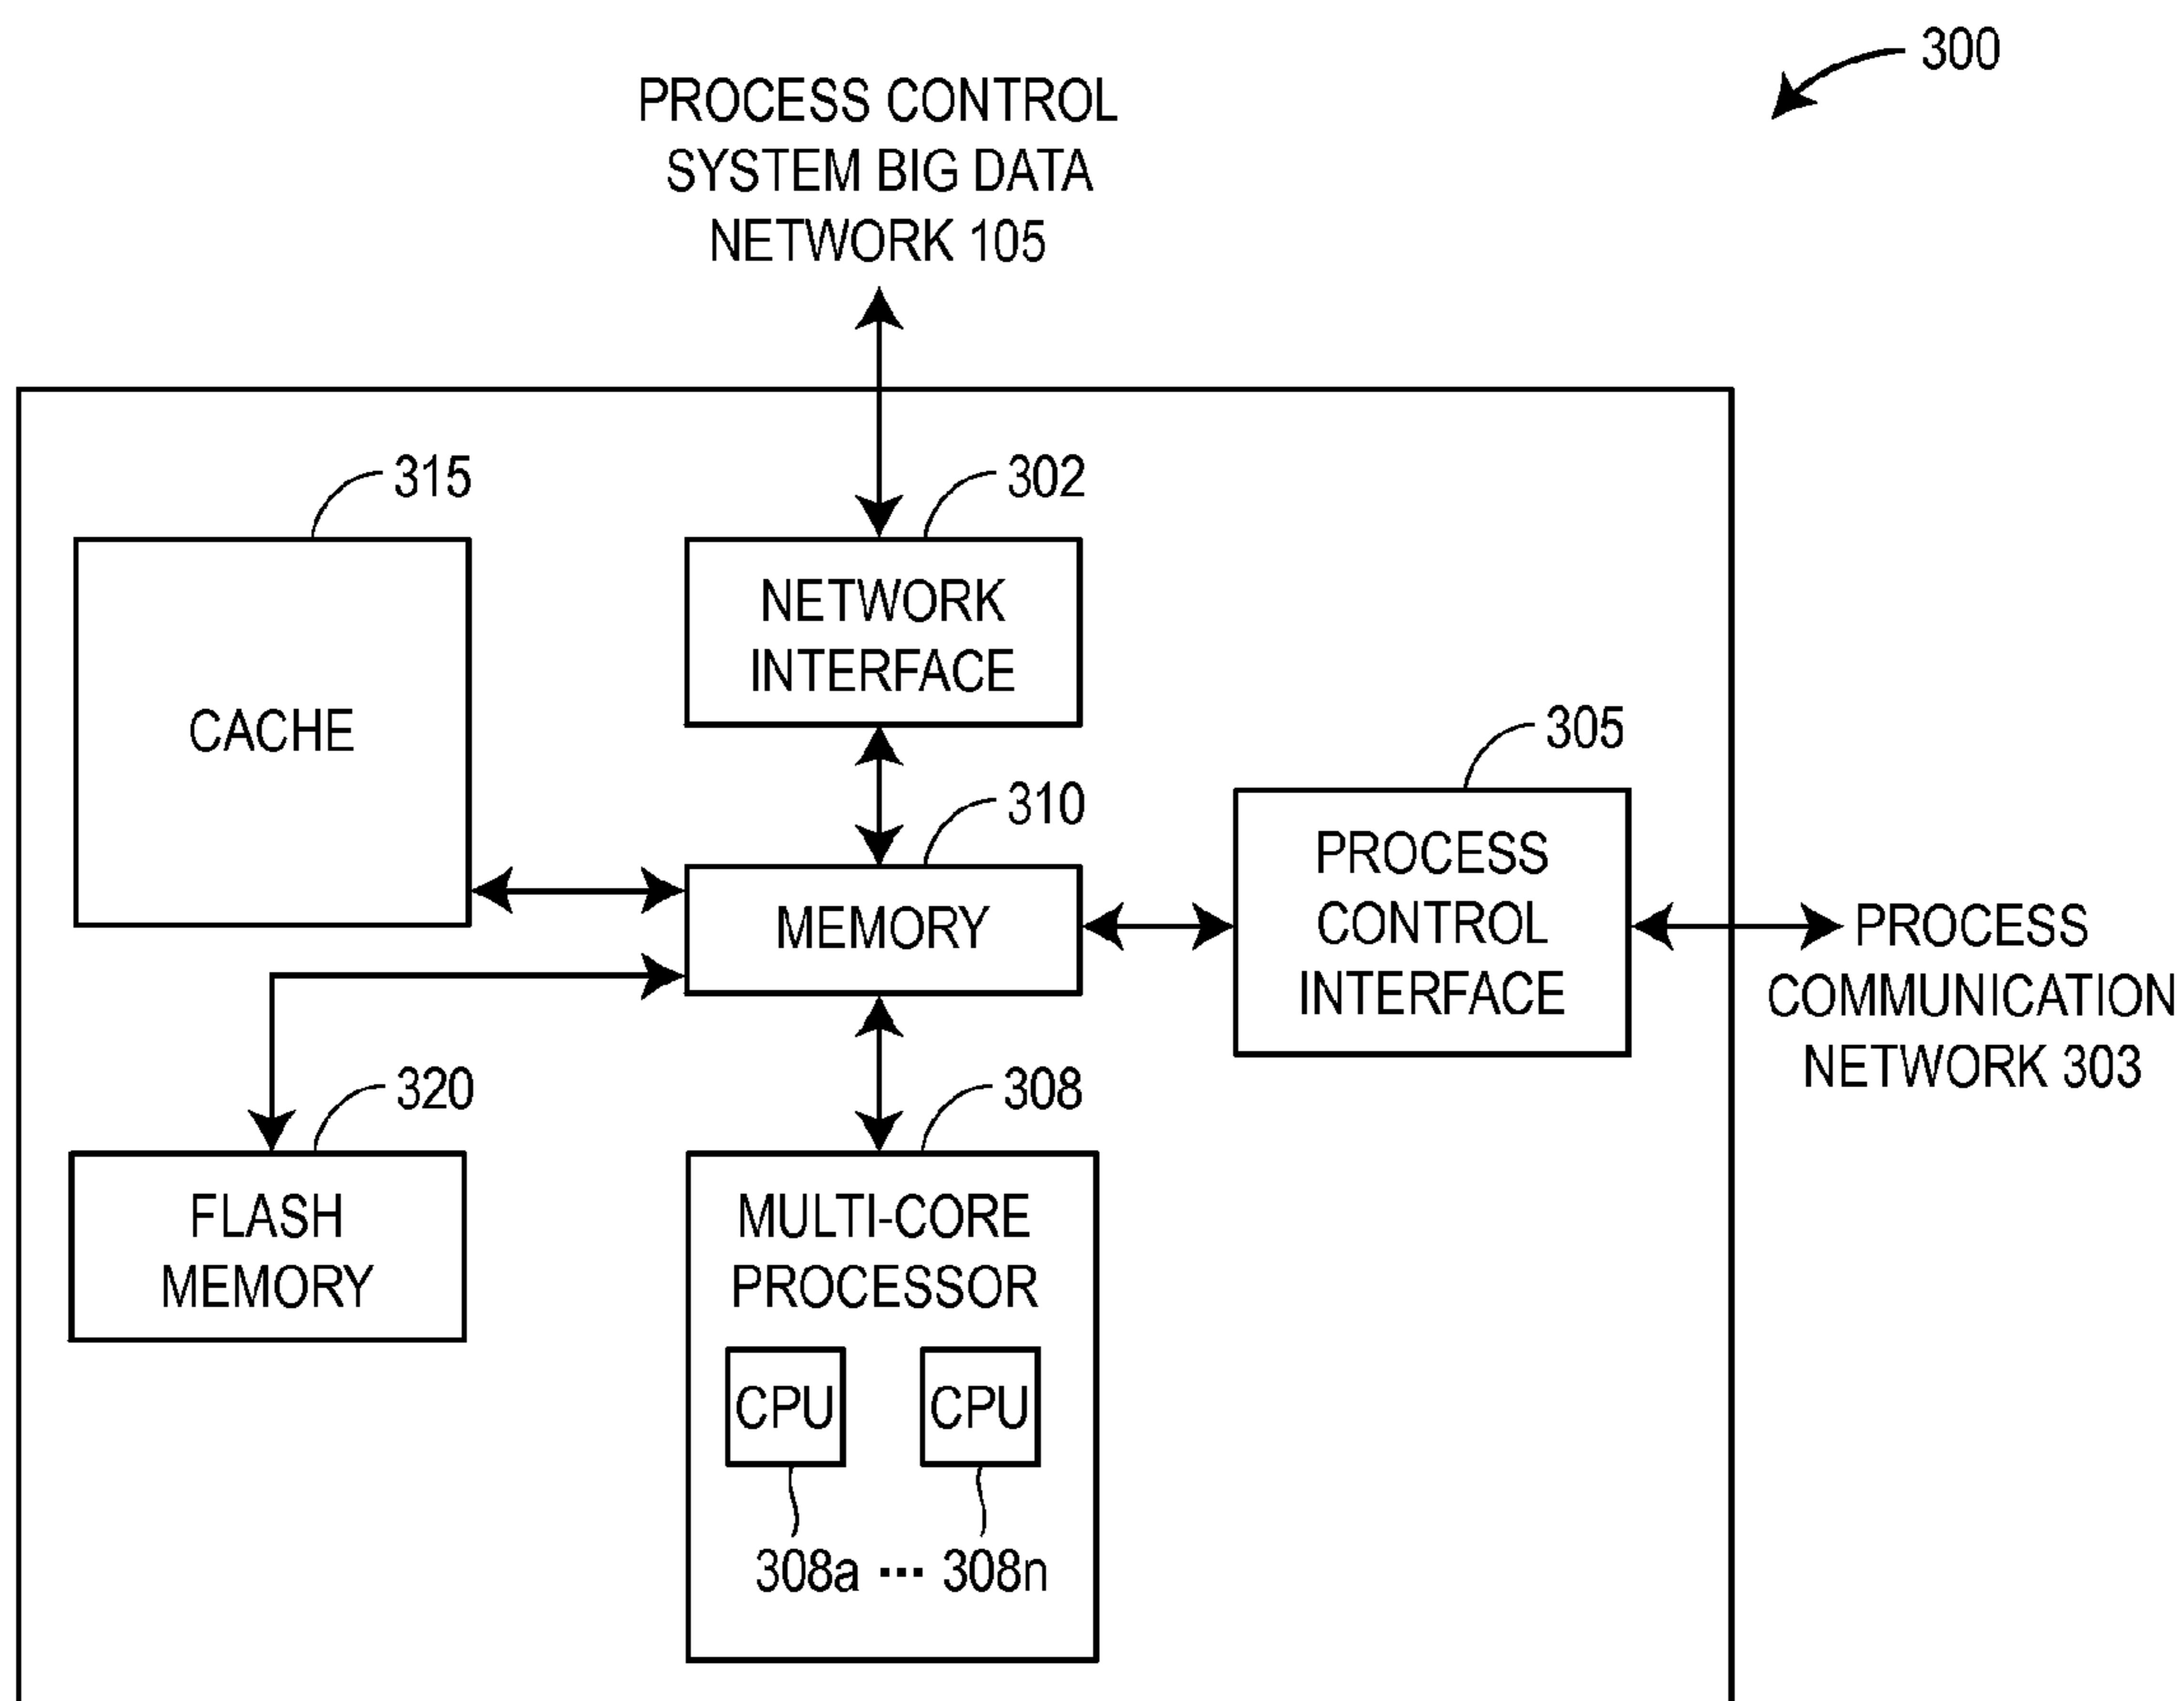 300
PROCESS CONTROL
SYSTEM BIG DATA
NETWORK 105
315
302
CACHE
NETWORK
INTERFACE
305
310
PROCESS
CONTROL
INTERFACE
MEMORY
PROCESS
COMMUNICATION
NETWORK 303
320
308
FLASH
MEMORY
MULTI-CORE
PROCESSOR
CPU
CPU
308a ... 308n